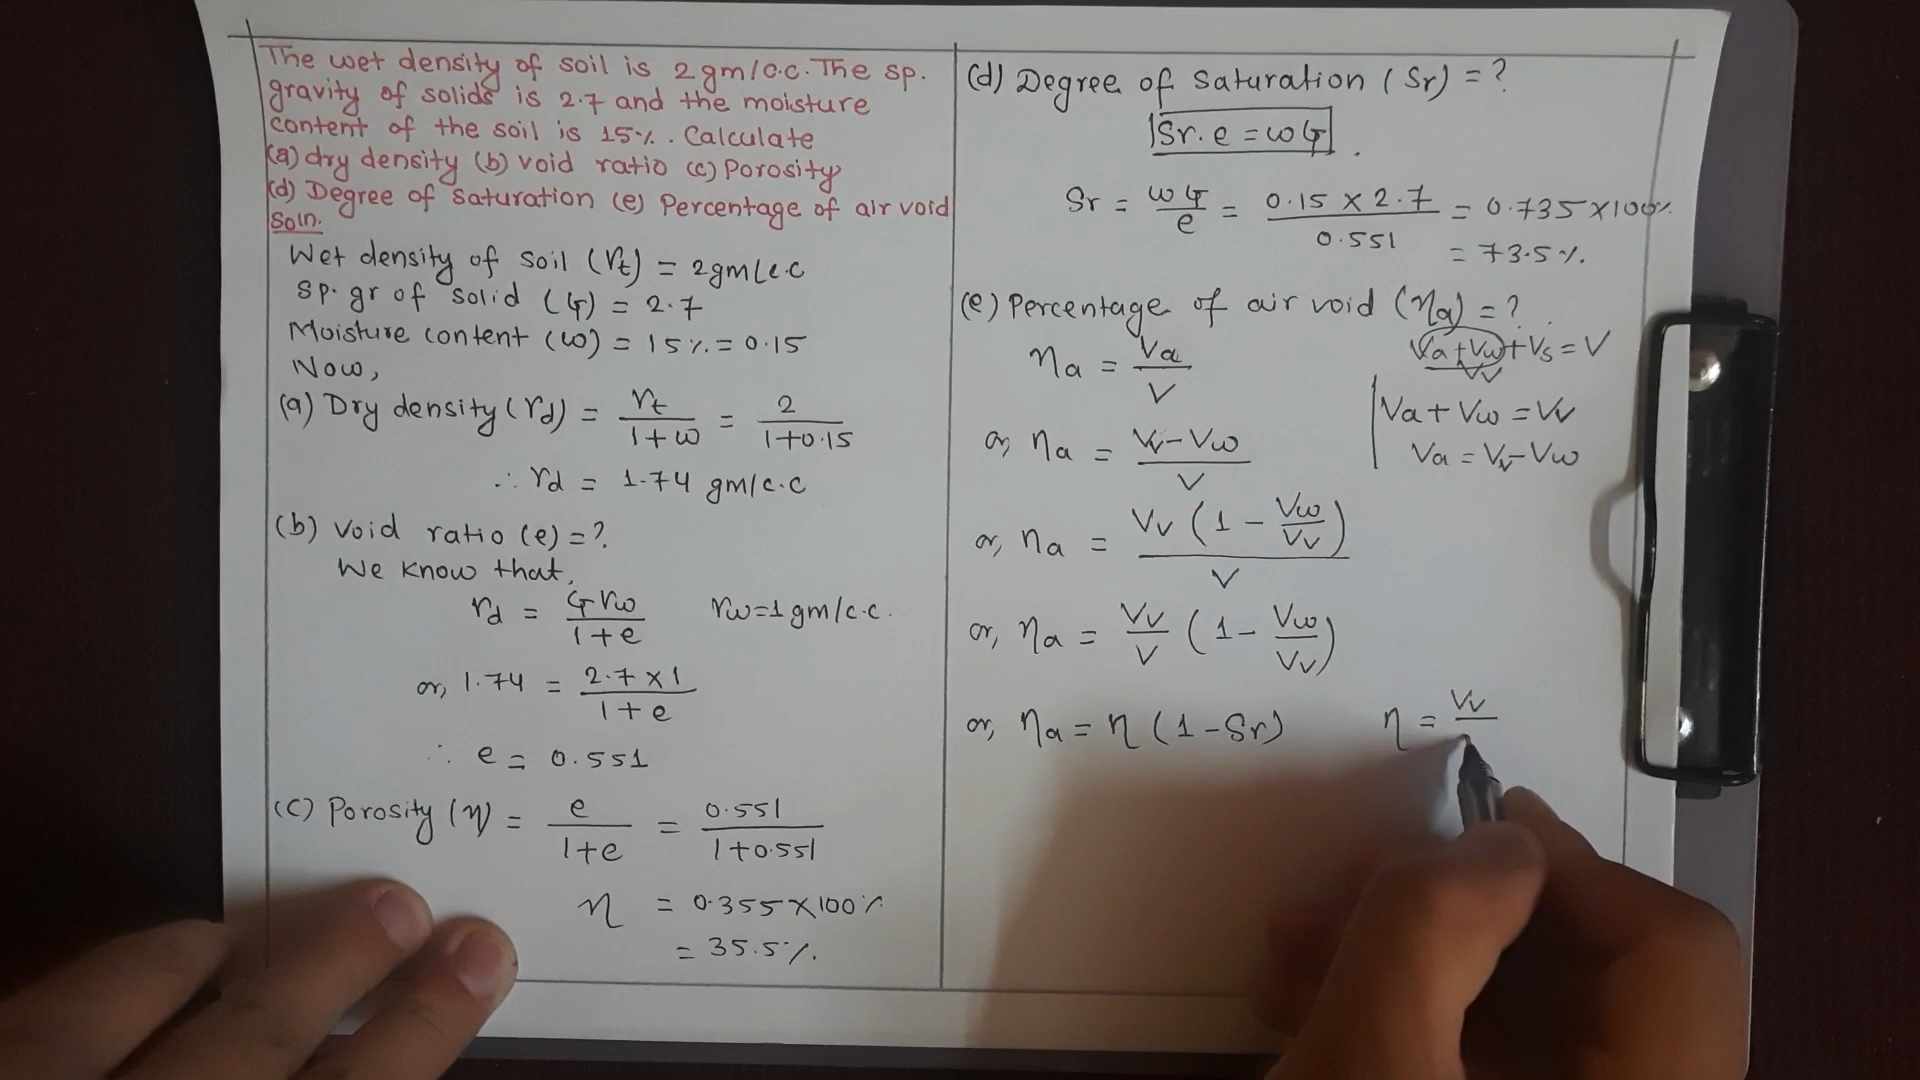 The wet density of soil is 2gm/c.c. The sp.
gravity of solids is 2.7 and the moisture
content of the soil is 15%. Calculate
(a) dry density (b) void ratio (c) Porosity
(d) Degree of saturation (e) Percentage of air void
Soln.
Wet density of soil (γt) = 2gm/c.c
sp. gr of solid (G) = 2.7
Moisture content (ω) = 15% = 0.15
Now,
(a) Dry density (γd) = γt/(1+ω) = 2/(1+0.15)
∴ γd = 1.74 gm/c.c
(b) Void ratio (e) = ?
We know that,
γd = Gγω/(1+e) γω=1gm/c.c.
or, 1.74 = (2.7×1)/(1+e)
∴ e = 0.551
(c) Porosity (η) = e/(1+e) = 0.551/(1+0.551)
η = 0.355×100%
= 35.5%.
(d) Degree of saturation (Sr) = ?
Sr.e = ωG
Sr = ωG/e = (0.15×2.7)/0.551 = 0.735×100%
= 73.5%.
(e) Percentage of air void (ηa) = ?
Va+Vω+Vs = V
Vv
ηa = Va/V
Va + Vω = Vv
Va = Vv-Vω
or, ηa = (Vv-Vω)/V
or, ηa = Vv(1 - Vω/Vv)/V
or, ηa = Vv/V (1- Vω/Vv)
or, ηa = η (1-Sr) η = Vv